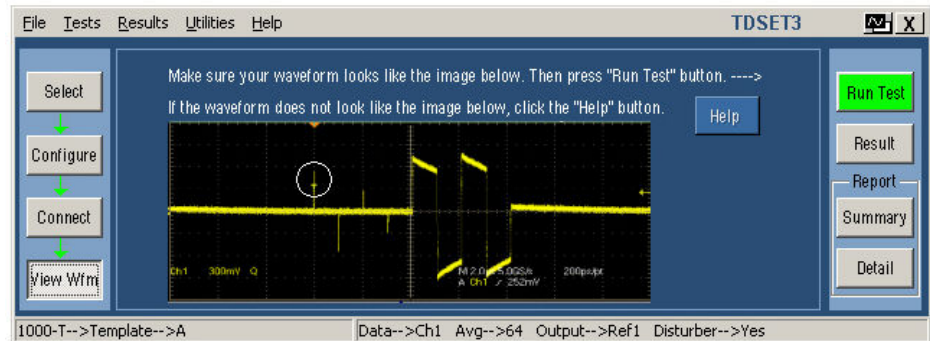 File Tests Results Utilities Help TDSET3 X
Make sure your waveform looks like the image below. Then press "Run Test" button. ---->
If the waveform does not look like the image below, click the "Help" button.
Help
Select
Configure
Connect
View Wfm
Ch1 300mV Ω
M 2.0 5.0GS/s 200ps/pt
A Ch1 / 252mV
Run Test
Result
Report
Summary
Detail
1000-T-->Template-->A Data-->Ch1 Avg-->64 Output-->Ref1 Disturber-->Yes